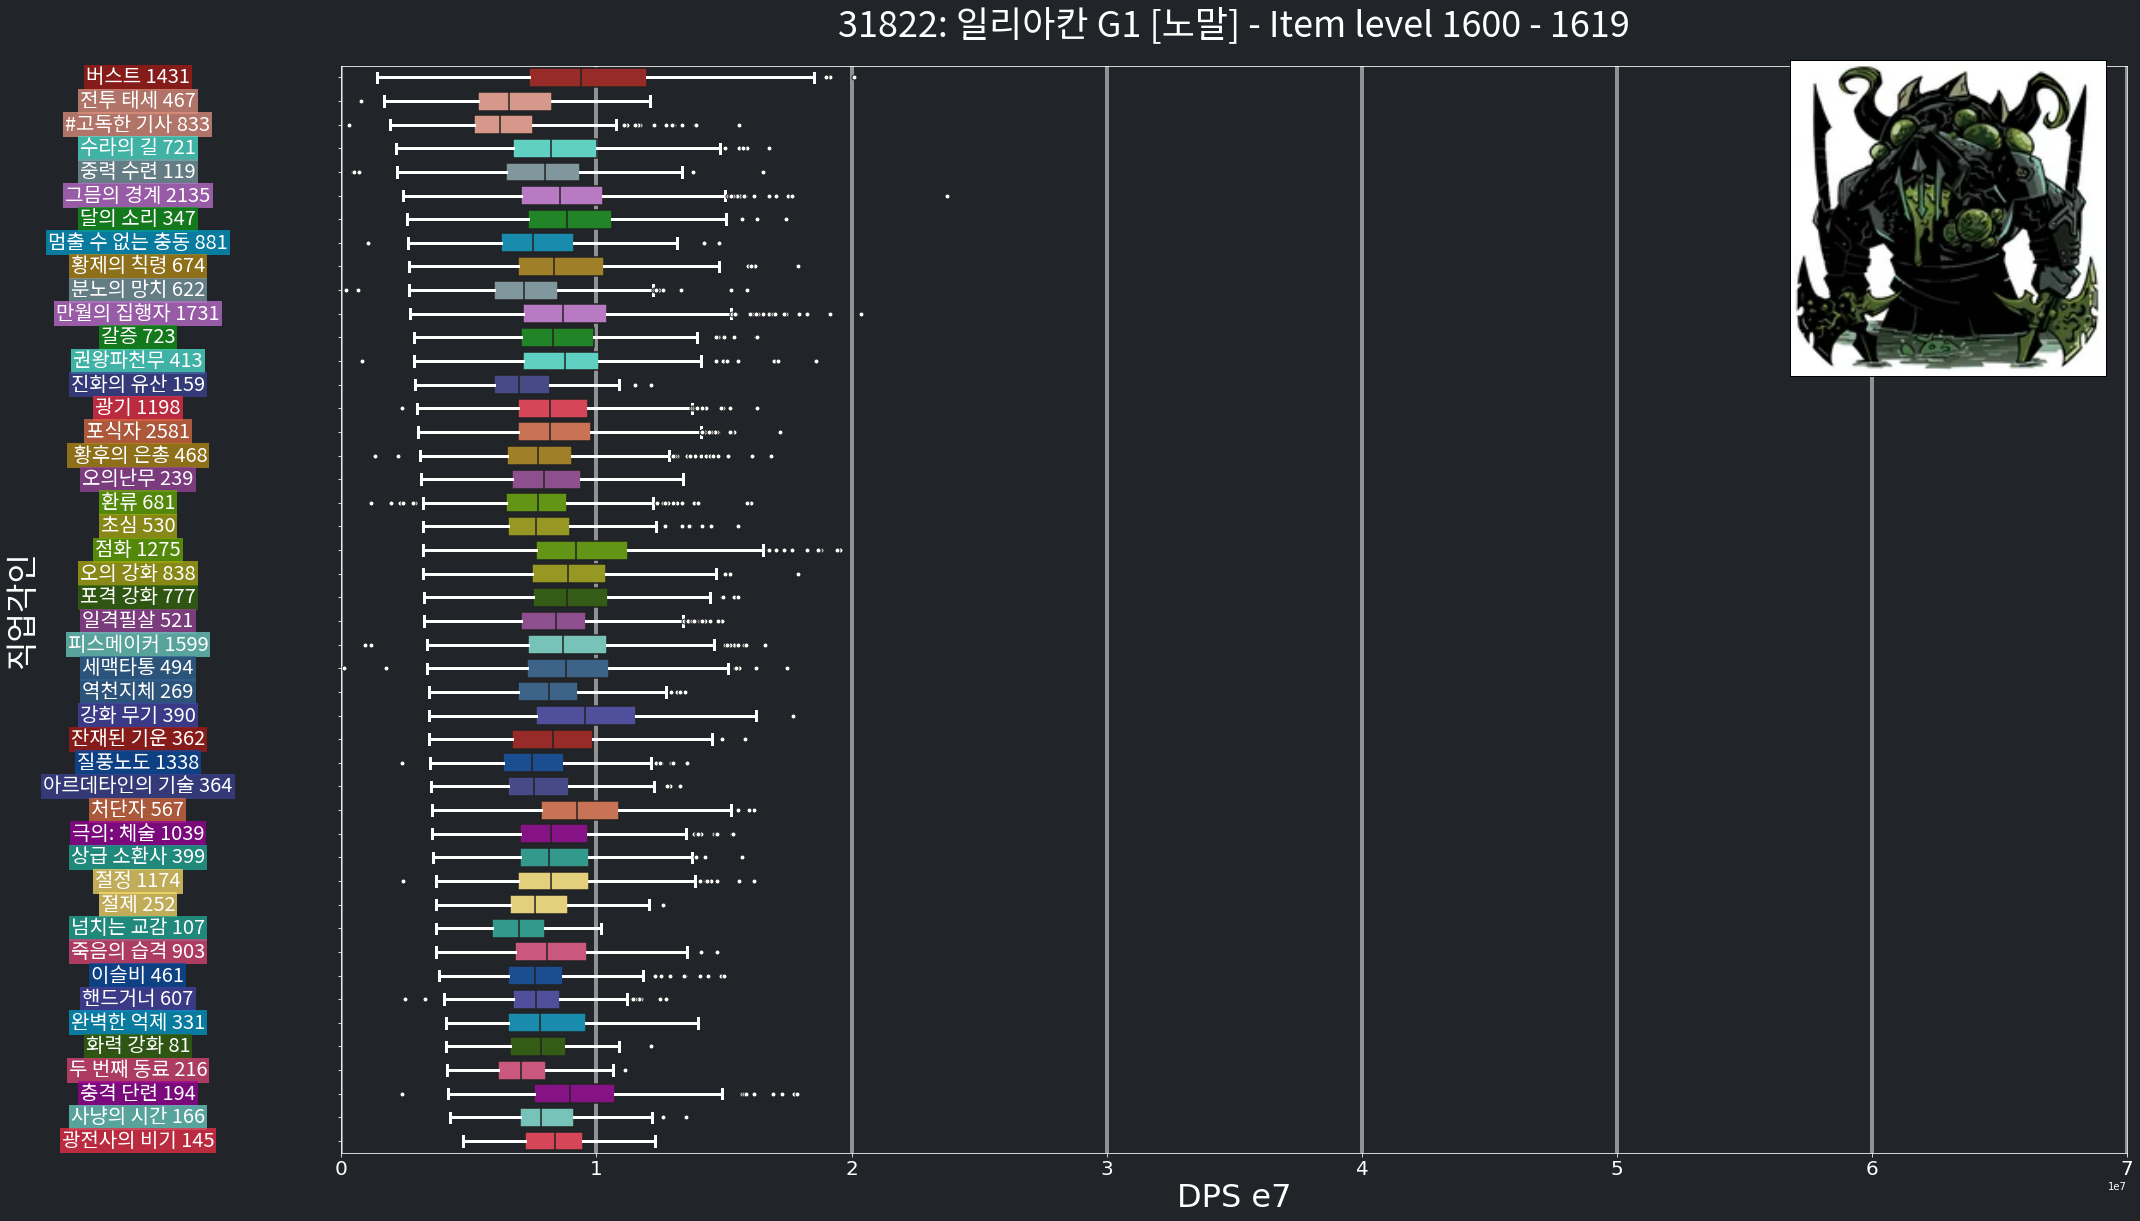 31822: 일리아칸 G1 [노말] - Item level 1600 - 1619
버스트 1431
전투 태세 467
#고독한 기사 833
수라의 길 721
중력 수련 119
그믐의 경계 2135
달의 소리 347
멈출 수 없는 충동 881
황제의 칙령 674
분노의 망치 622
만월의 집행자 1731
갈증 723
권왕파천무 413
진화의 유산 159
광기 1198
포식자 2581
황후의 은총 468
오의난무 239
환류 681
초심 530
점화 1275
오의 강화 838
포격 강화 777
일격필살 521
피스메이커 1599
세맥타통 494
역천지체 269
강화 무기 390
잔재된 기운 362
질풍노도 1338
아르데타인의 기술 364
처단자 567
극의: 체술 1039
상급 소환사 399
절정 1174
절제 252
넘치는 교감 107
죽음의 습격 903
이슬비 461
핸드거너 607
완벽한 억제 331
화력 강화 81
두 번째 동료 216
충격 단련 194
사냥의 시간 166
광전사의 비기 145
직업각인
0 1 2 3 4 5 6 7
1e7
DPS e7